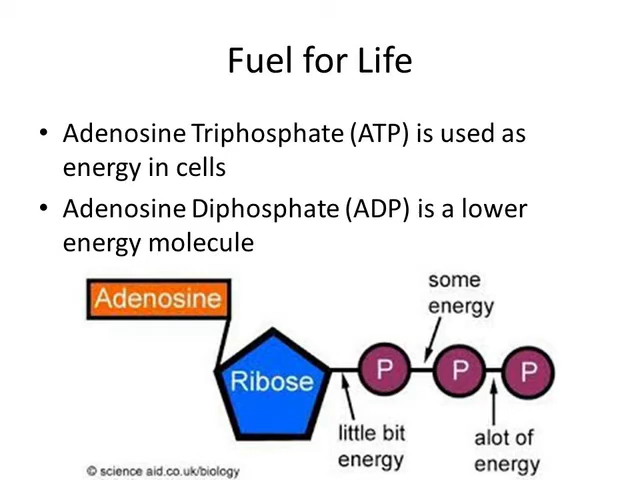 Fuel for Life
• Adenosine Triphosphate (ATP) is used as
energy in cells
• Adenosine Diphosphate (ADP) is a lower
energy molecule
some
energy
Adenosine
Ribose
P
P
P
little bit
energy
alot of
energy
© science aid.co.uk/biology